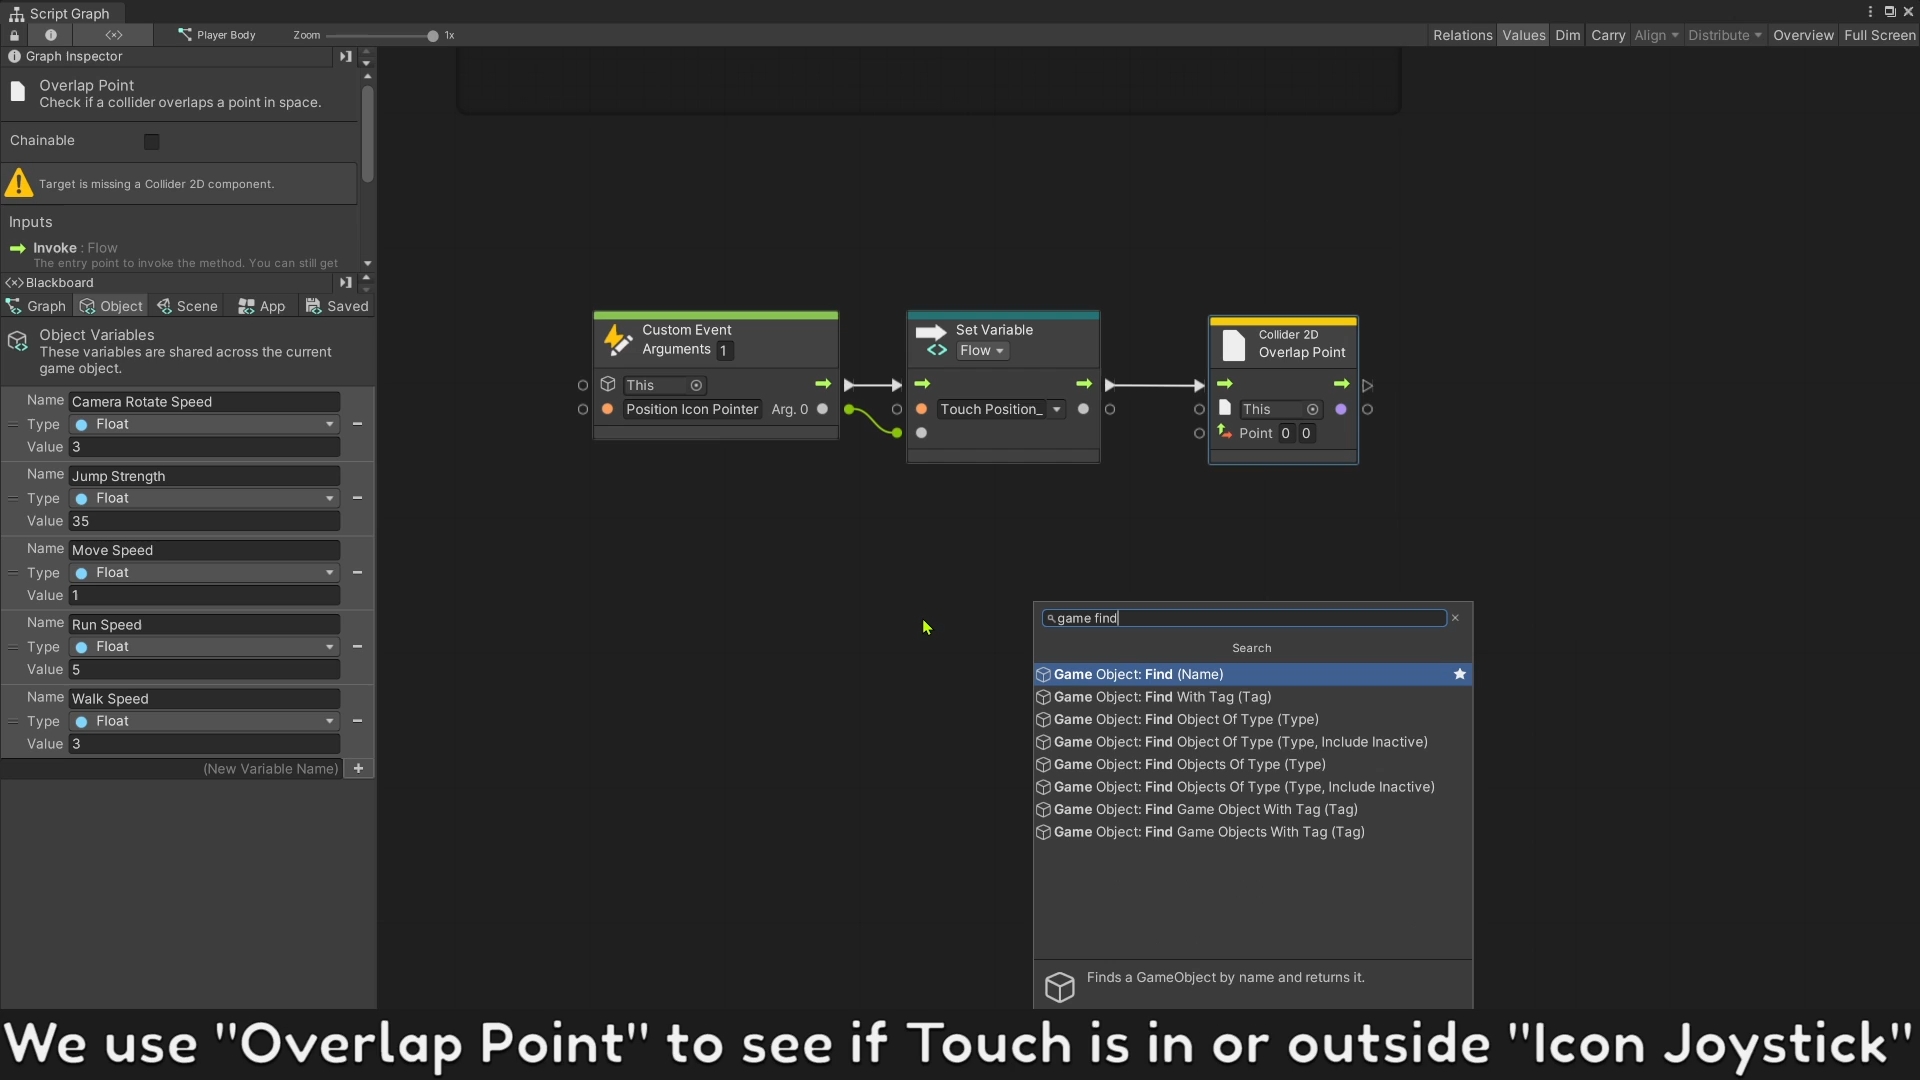 Script Graph
<×> Player Body Zoom 1x Relations Values Dim Carry Align Distribute Overview Full Screen
Graph Inspector
Overlap Point
Check if a collider overlaps a point in space.
Chainable
Target is missing a Collider 2D component.
Inputs
Invoke : Flow
The entry point to invoke the method. You can still get
<×> Blackboard
Graph Object Scene App Saved
Object Variables
These variables are shared across the current
game object.
Name Camera Rotate Speed
Type Float
Value 3
Name Jump Strength
Type Float
Value 35
Name Move Speed
Type Float
Value 1
Name Run Speed
Type Float
Value 5
Name Walk Speed
Type Float
Value 3
(New Variable Name) +
Custom Event
Arguments 1
This
Position Icon Pointer Arg. 0
Set Variable
<> Flow
Touch Position_
Collider 2D
Overlap Point
This
Point 0 0
game find
Search
Game Object: Find (Name)
Game Object: Find With Tag (Tag)
Game Object: Find Object Of Type (Type)
Game Object: Find Object Of Type (Type, Include Inactive)
Game Object: Find Objects Of Type (Type)
Game Object: Find Objects Of Type (Type, Include Inactive)
Game Object: Find Game Object With Tag (Tag)
Game Object: Find Game Objects With Tag (Tag)
Finds a GameObject by name and returns it.
We use "Overlap Point" to see if Touch is in or outside "Icon Joystick"